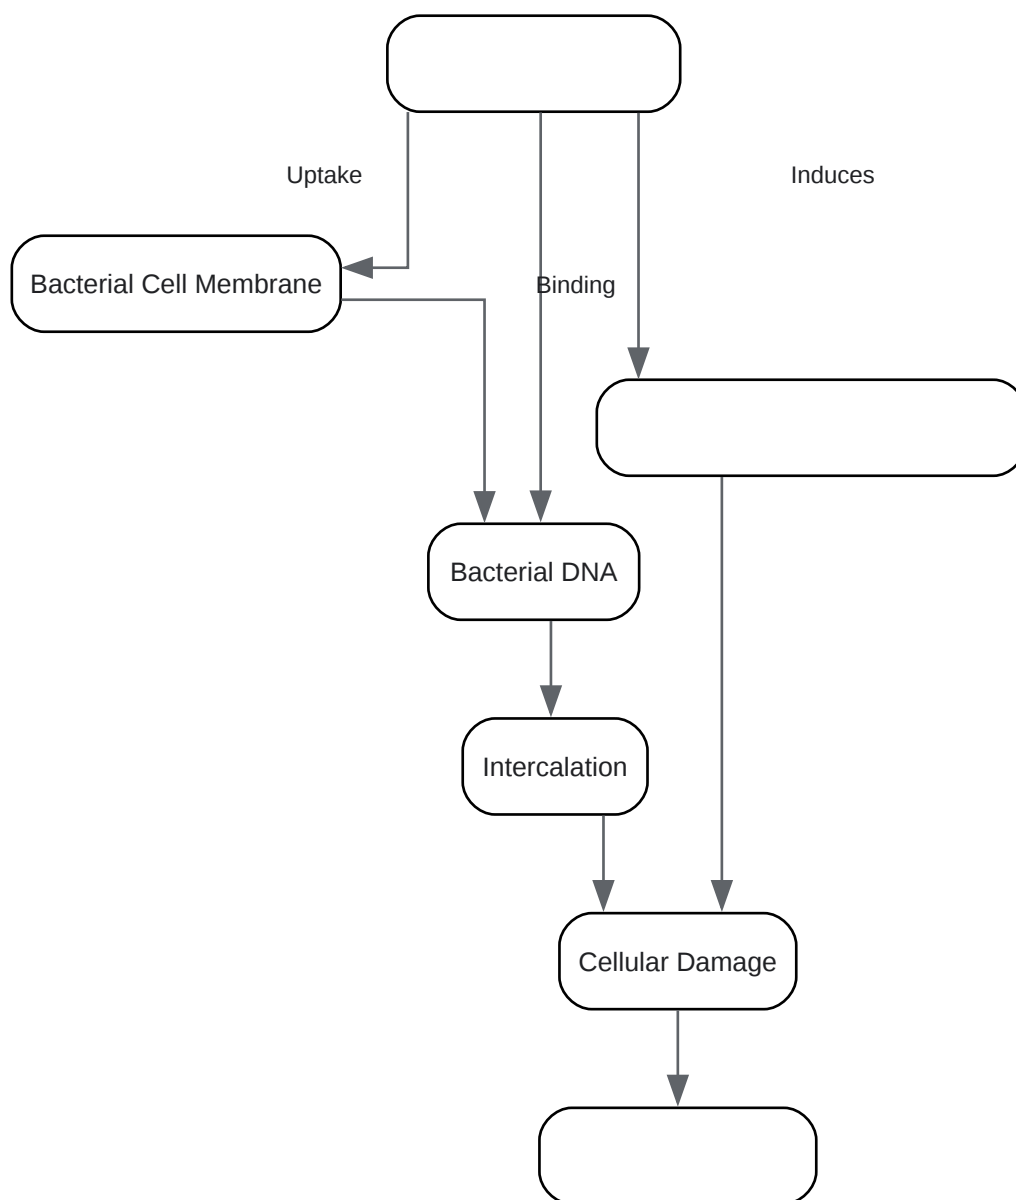 Uptake
Induces
Bacterial Cell Membrane
Binding
Bacterial DNA
Intercalation
Cellular Damage